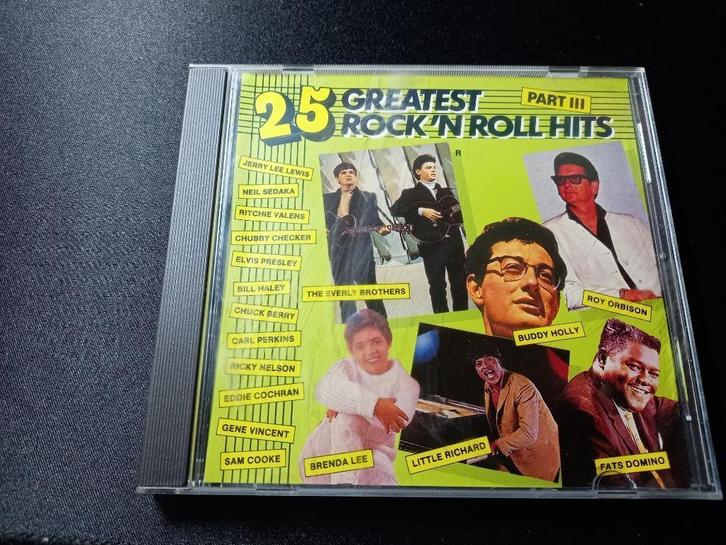 25 GREATEST
ROCK'N ROLL HITS
PART III
R
JERRY LEE LEWIS
NEIL SEDAKA
RITCHIE VALENS
CHUBBY CHECKER
ELVIS PRESLEY
BILL HALEY
CHUCK BERRY
CARL PERKINS
RICKY NELSON
EDDIE COCHRAN
GENE VINCENT
SAM COOKE
THE EVERLY BROTHERS
ROY ORBISON
BUDDY HOLLY
BRENDA LEE
LITTLE RICHARD
FATS DOMINO